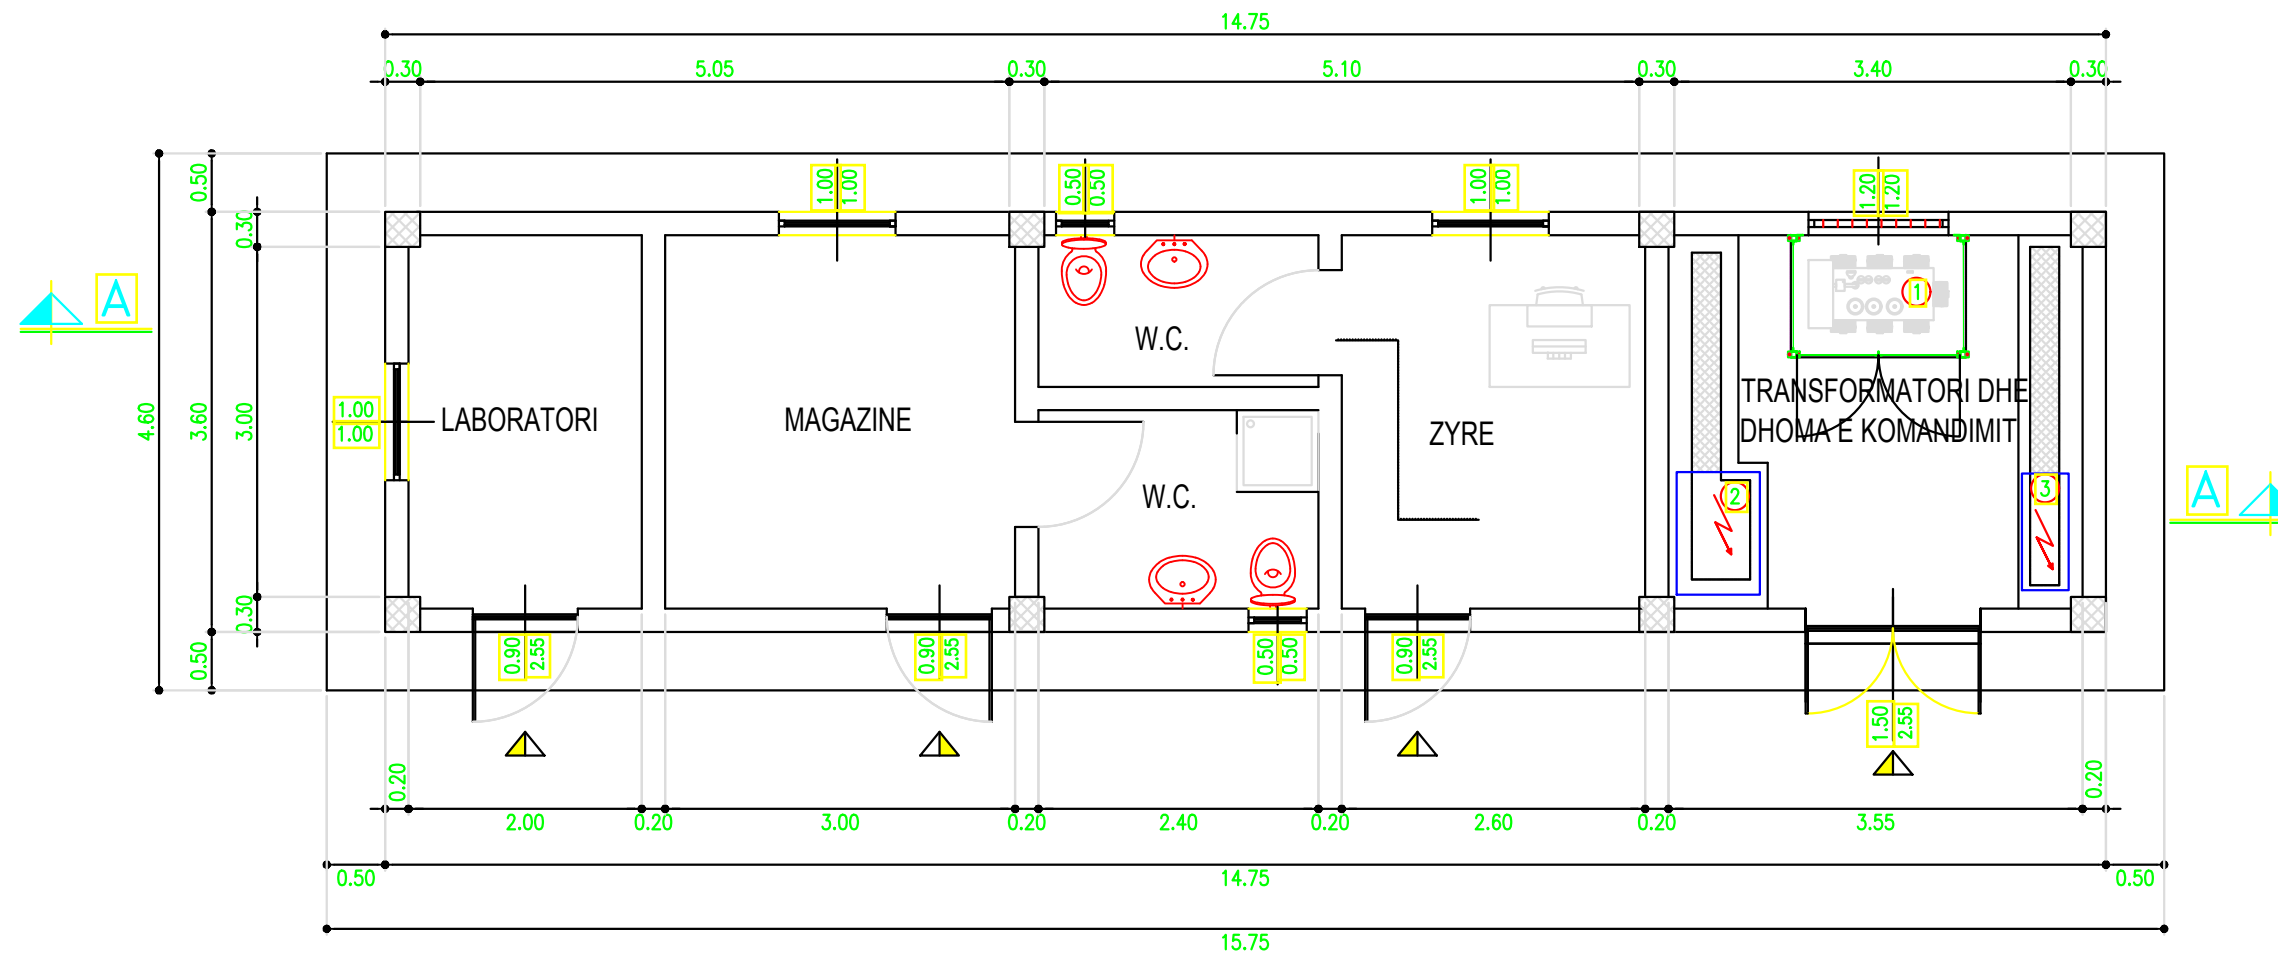 14.75
0.30 5.05 0.30 5.10 0.30 3.40 0.30
0.50
0.30
4.60
3.60
3.00
0.30
0.50
1.00 1.00
0.50 0.50
1.00 1.00
1.20 1.20
A
1
W.C.
TRANSFORMATORI DHE
DHOMA E KOMANDIMIT
1.00
1.00
LABORATORI
MAGAZINE
ZYRE
W.C.
2
3
A
0.90 2.55
0.90 2.55
0.50 0.50
0.90 2.55
1.50 2.55
0.20
0.20
2.00 0.20 3.00 0.20 2.40 0.20 2.60 0.20 3.55
0.50 14.75 0.50
15.75